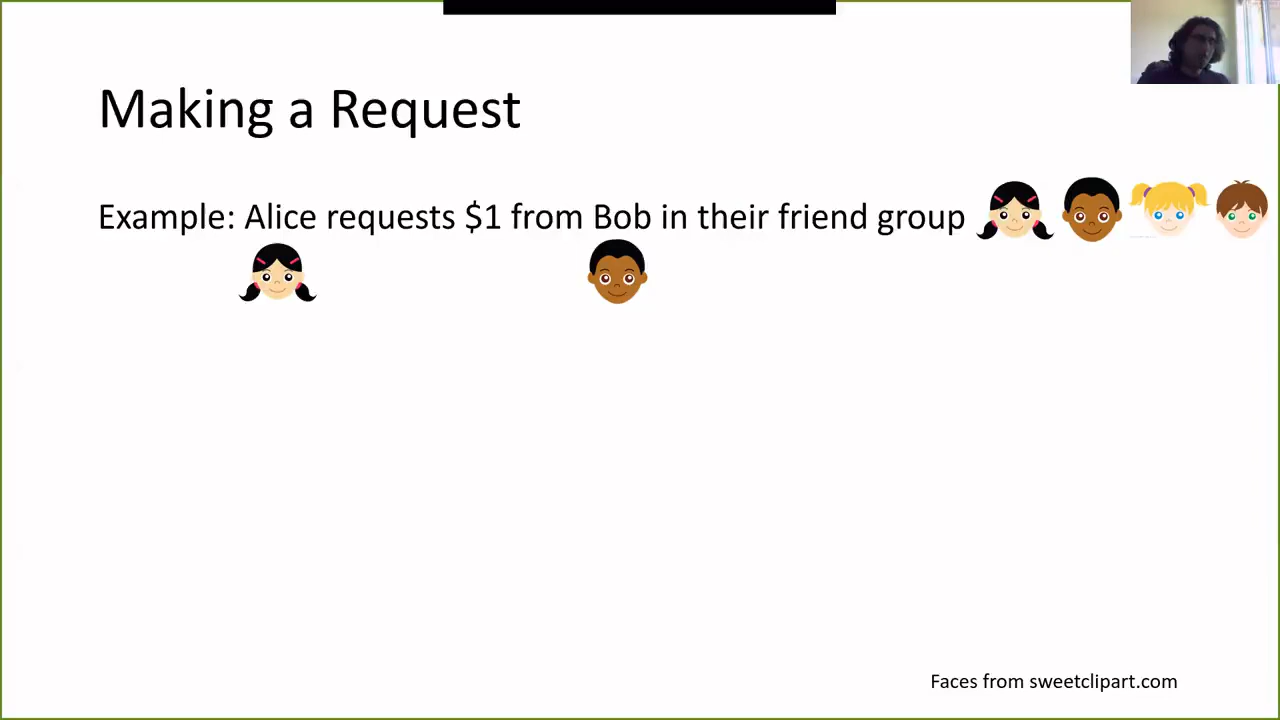 Making a Request
Example: Alice requests $1 from Bob in their friend group
Faces from sweetclipart.com